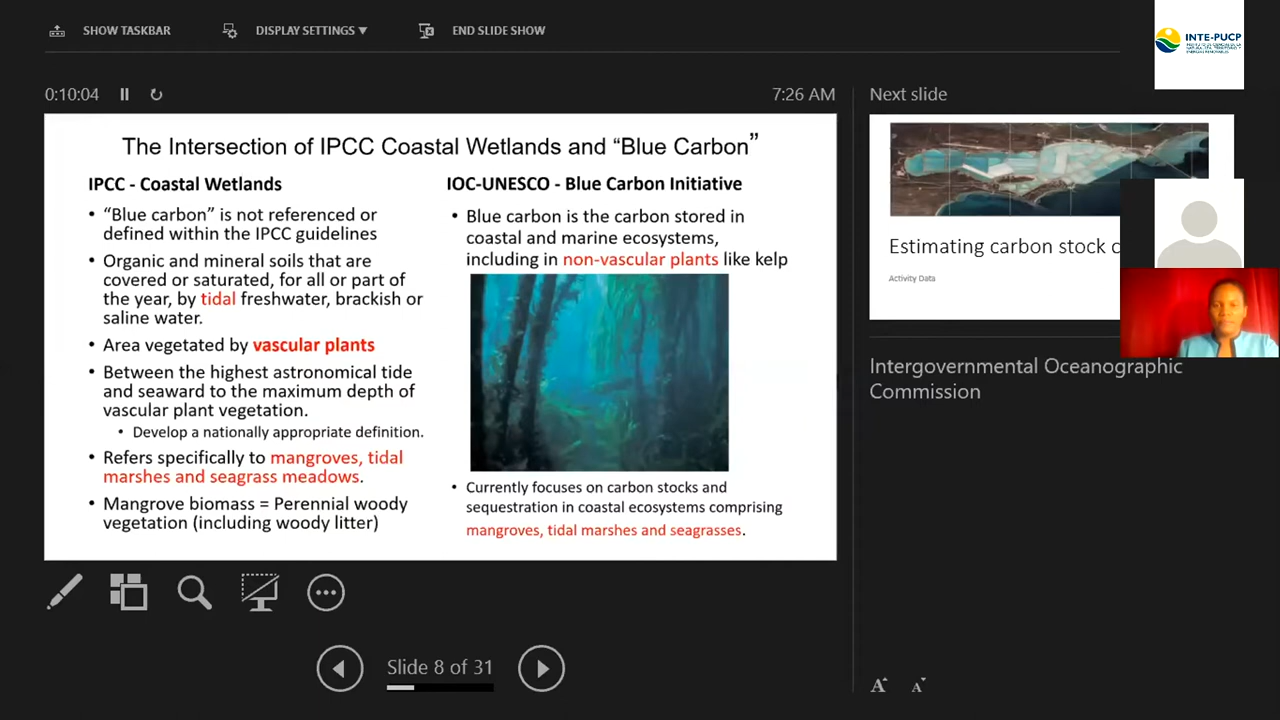 SHOW TASKBAR
DISPLAY SETTINGS ▼
END SLIDE SHOW
INTE-PUCP
0:10:04
7:26 AM
Next slide
The Intersection of IPCC Coastal Wetlands and “Blue Carbon”
IPCC - Coastal Wetlands
• “Blue carbon” is not referenced or
defined within the IPCC guidelines
• Organic and mineral soils that are
covered or saturated, for all or part of
the year, by tidal freshwater, brackish or
saline water.
• Area vegetated by vascular plants
• Between the highest astronomical tide
and seaward to the maximum depth of
vascular plant vegetation.
• Develop a nationally appropriate definition.
• Refers specifically to mangroves, tidal
marshes and seagrass meadows.
• Mangrove biomass = Perennial woody
vegetation (including woody litter)
IOC-UNESCO - Blue Carbon Initiative
• Blue carbon is the carbon stored in
coastal and marine ecosystems,
including in non-vascular plants like kelp
• Currently focuses on carbon stocks and
sequestration in coastal ecosystems comprising
mangroves, tidal marshes and seagrasses.
Estimating carbon stock c
Activity Data
Intergovernmental Oceanographic
Commission
Slide 8 of 31
A A